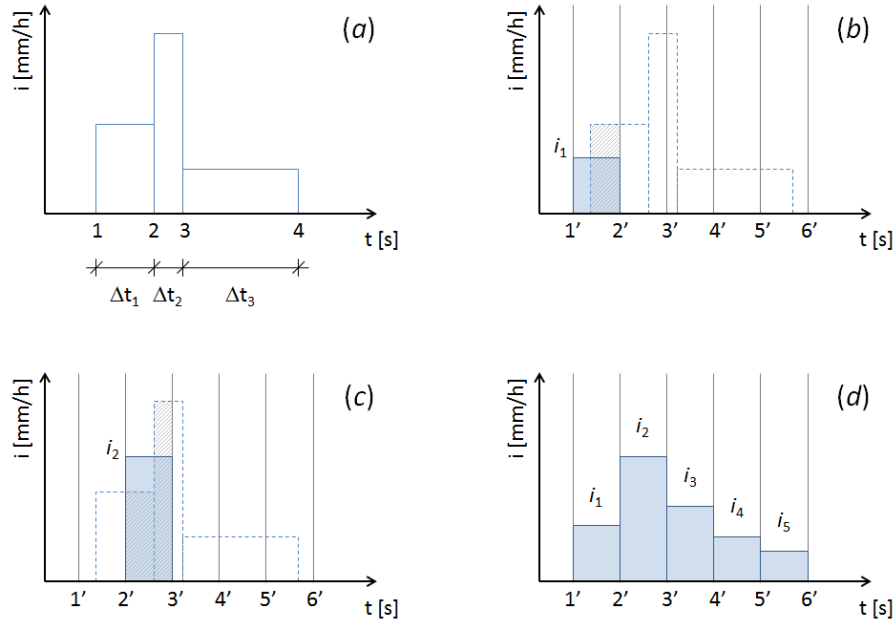 (a)
i [mm/h]
1 2 3 4
t [s]
Δt₁ Δt₂ Δt₃
(b)
i [mm/h]
i₁
1’ 2’ 3’ 4’ 5’ 6’
t [s]
(c)
i [mm/h]
i₂
1’ 2’ 3’ 4’ 5’ 6’
t [s]
(d)
i [mm/h]
i₁ i₂ i₃ i₄ i₅
1’ 2’ 3’ 4’ 5’ 6’
t [s]